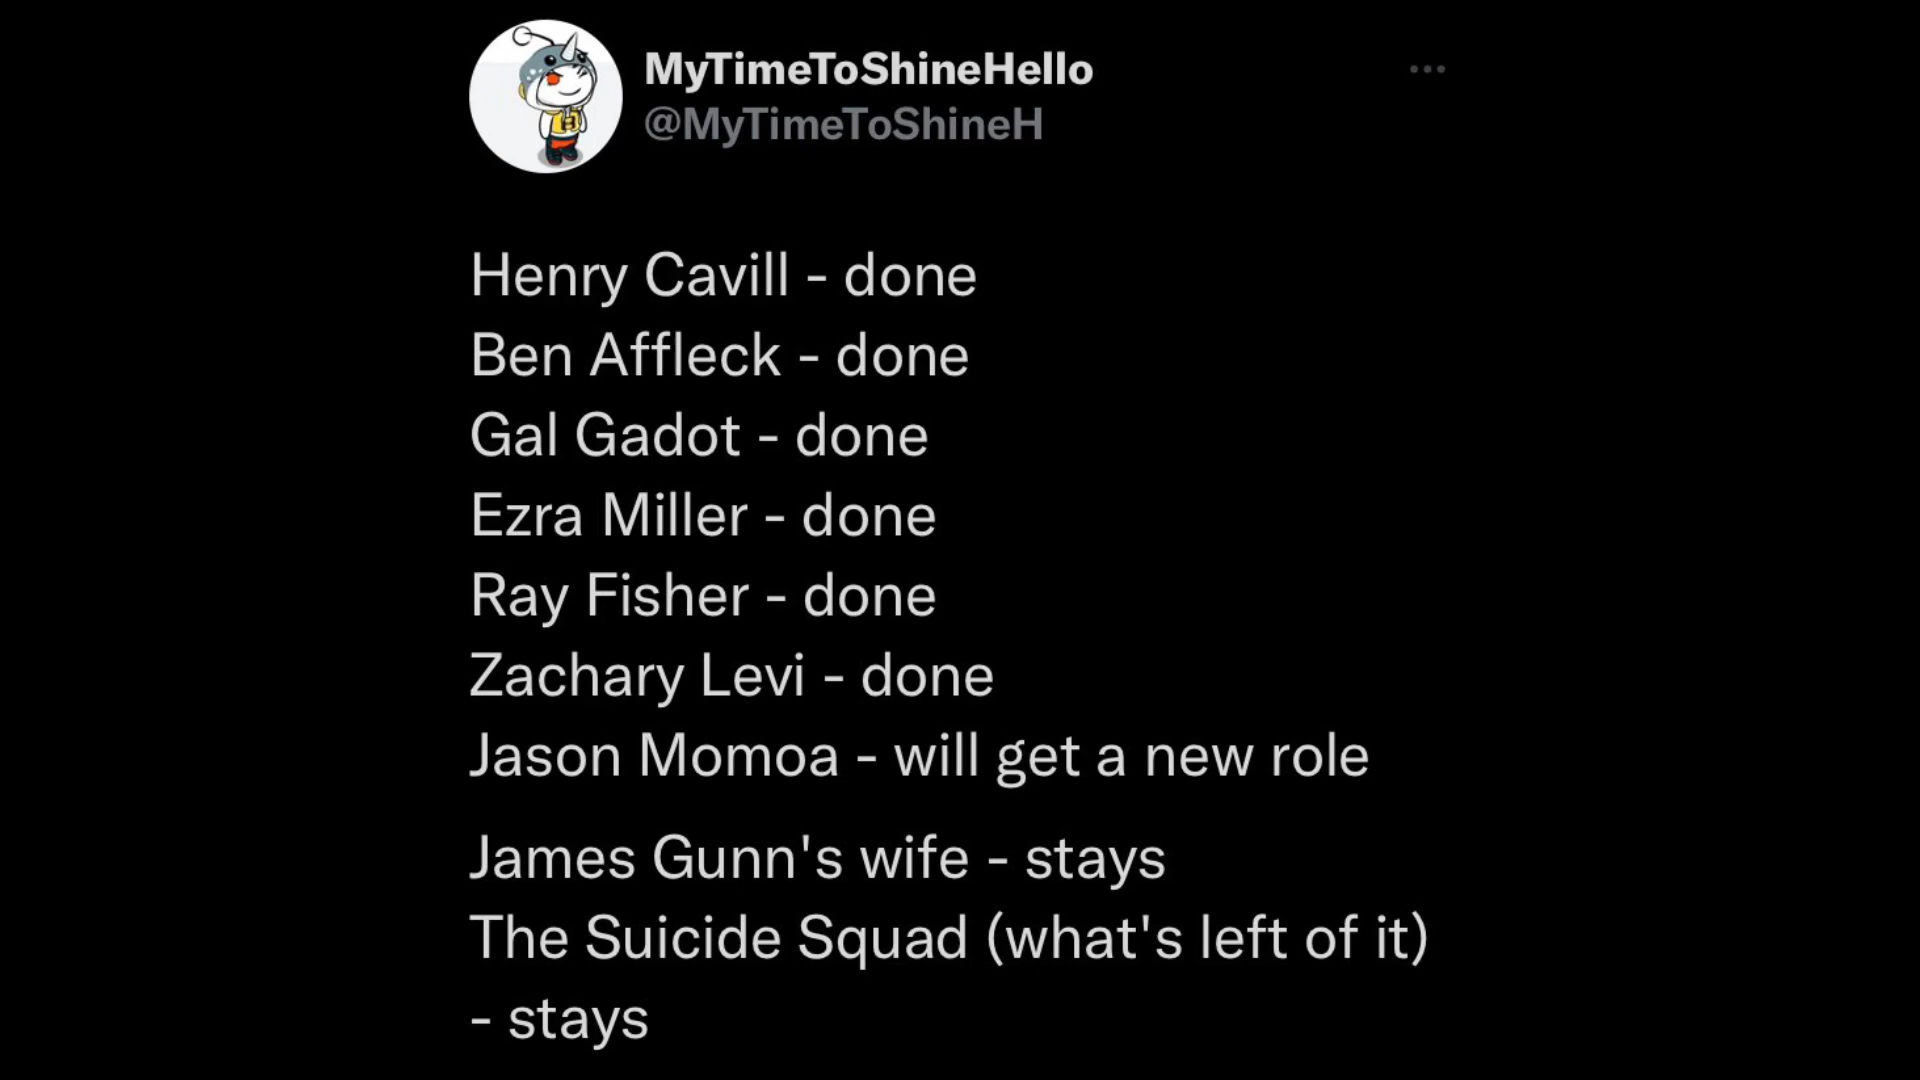 MyTimeToShineHello
@MyTimeToShineH
Henry Cavill - done
Ben Affleck - done
Gal Gadot - done
Ezra Miller - done
Ray Fisher - done
Zachary Levi - done
Jason Momoa - will get a new role
James Gunn's wife - stays
The Suicide Squad (what's left of it)
- stays